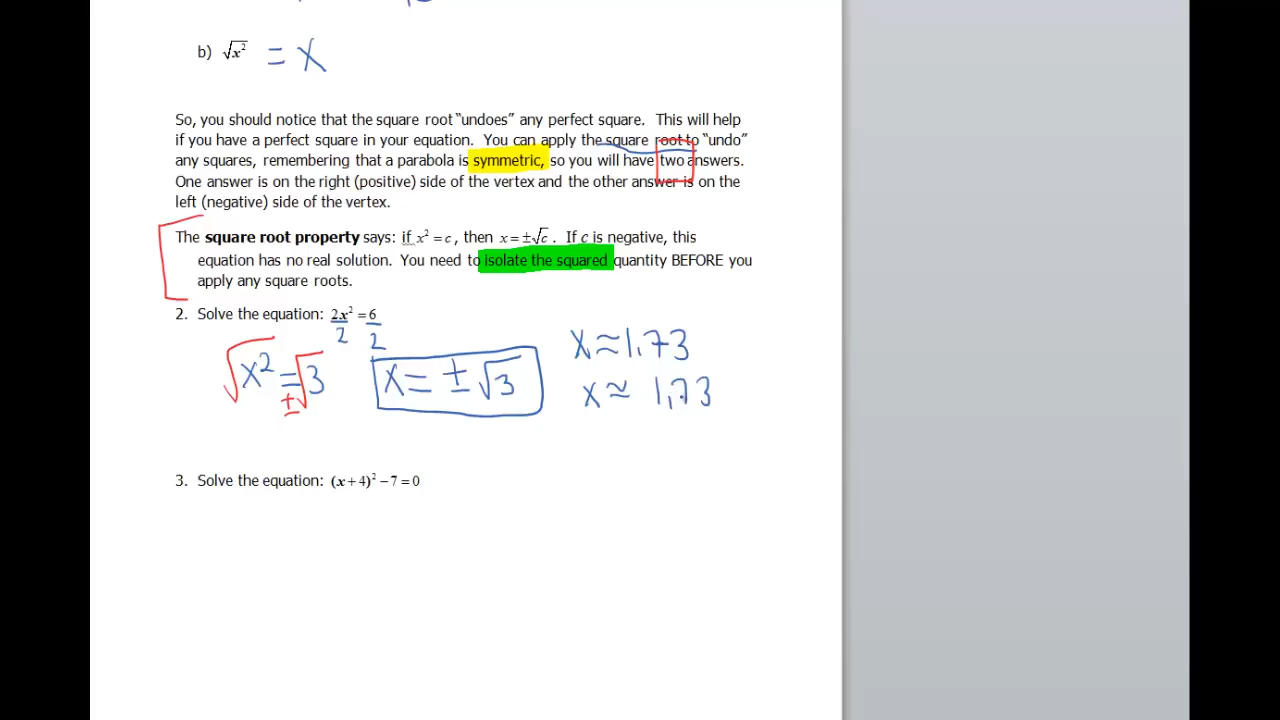 b) √x² = x
So, you should notice that the square root “undoes” any perfect square. This will help
if you have a perfect square in your equation. You can apply the square root to “undo”
any squares, remembering that a parabola is symmetric, so you will have two answers.
One answer is on the right (positive) side of the vertex and the other answer is on the
left (negative) side of the vertex.
The square root property says: if x² = c, then x = ±√c. If c is negative, this
equation has no real solution. You need to isolate the squared quantity BEFORE you
apply any square roots.
2. Solve the equation: 2x² = 6
2 2
√x² = ±√3 x = ±√3 x ≈ 1.73
x ≈ 1.73
3. Solve the equation: (x + 4)² − 7 = 0